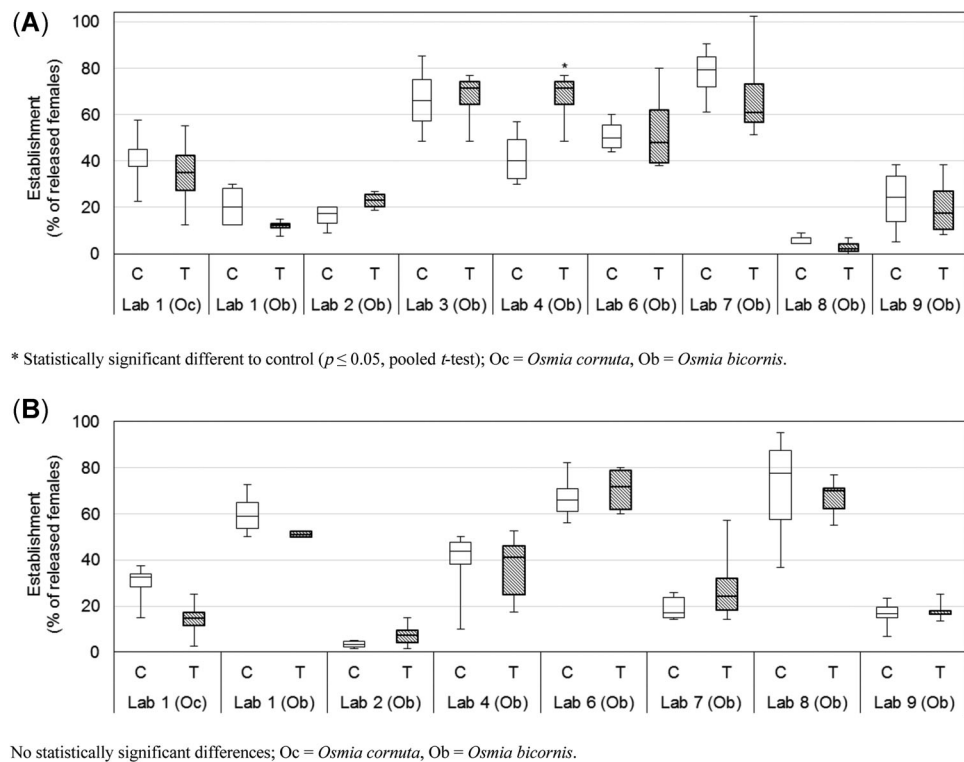 (A)
Establishment
(% of released females)
100
80
60
40
20
0
*
C T C T C T C T C T C T C T C T C T
Lab 1 (Oc) Lab 1 (Ob) Lab 2 (Ob) Lab 3 (Ob) Lab 4 (Ob) Lab 6 (Ob) Lab 7 (Ob) Lab 8 (Ob) Lab 9 (Ob)
* Statistically significant different to control (p ≤ 0.05, pooled t-test); Oc = Osmia cornuta, Ob = Osmia bicornis.
(B)
Establishment
(% of released females)
100
80
60
40
20
0
C T C T C T C T C T C T C T C T
Lab 1 (Oc) Lab 1 (Ob) Lab 2 (Ob) Lab 4 (Ob) Lab 6 (Ob) Lab 7 (Ob) Lab 8 (Ob) Lab 9 (Ob)
No statistically significant differences; Oc = Osmia cornuta, Ob = Osmia bicornis.